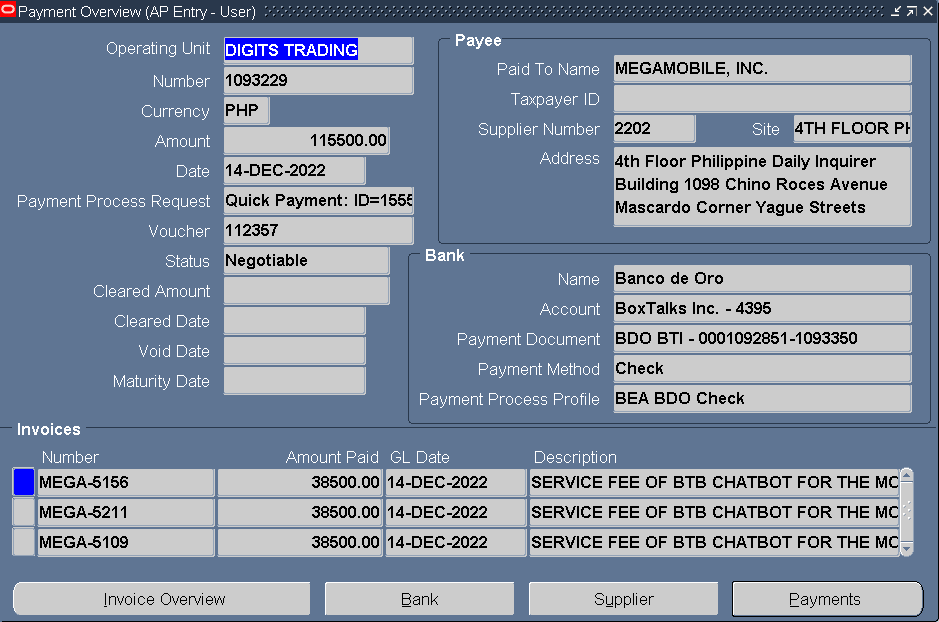 Payment Overview (AP Entry - User)
Operating Unit DIGITS TRADING
Number 1093229
Currency PHP
Amount 115500.00
Date 14-DEC-2022
Payment Process Request Quick Payment: ID=1555
Voucher 112357
Status Negotiable
Cleared Amount
Cleared Date
Void Date
Maturity Date
Payee
Paid To Name MEGAMOBILE, INC.
Taxpayer ID
Supplier Number 2202 Site 4TH FLOOR PH
Address 4th Floor Philippine Daily Inquirer
Building 1098 Chino Roces Avenue
Mascardo Corner Yague Streets
Bank
Name Banco de Oro
Account BoxTalks Inc. - 4395
Payment Document BDO BTI - 0001092851-1093350
Payment Method Check
Payment Process Profile BEA BDO Check
Invoices
Number Amount Paid GL Date Description
MEGA-5156 38500.00 14-DEC-2022 SERVICE FEE OF BTB CHATBOT FOR THE MO
MEGA-5211 38500.00 14-DEC-2022 SERVICE FEE OF BTB CHATBOT FOR THE MO
MEGA-5109 38500.00 14-DEC-2022 SERVICE FEE OF BTB CHATBOT FOR THE MO
Invoice Overview Bank Supplier Payments